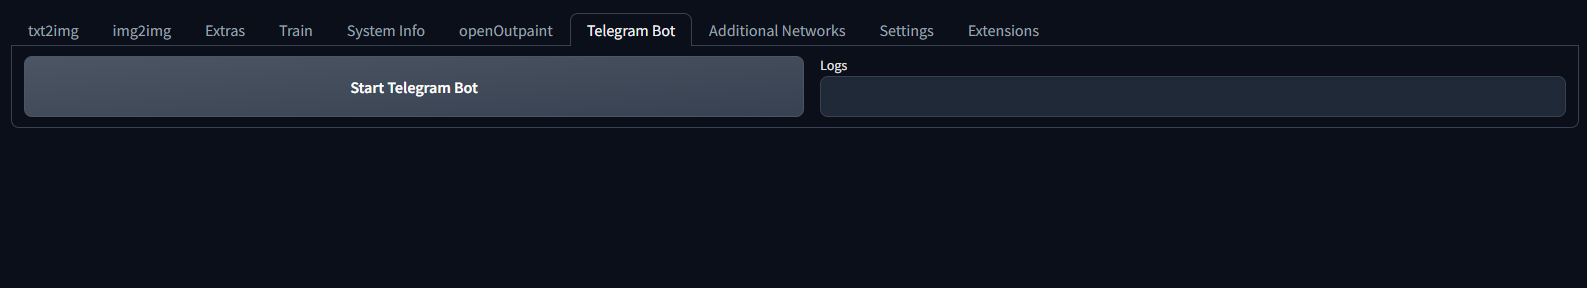 txt2img img2img Extras Train System Info openOutpaint Telegram Bot Additional Networks Settings Extensions
Start Telegram Bot
Logs